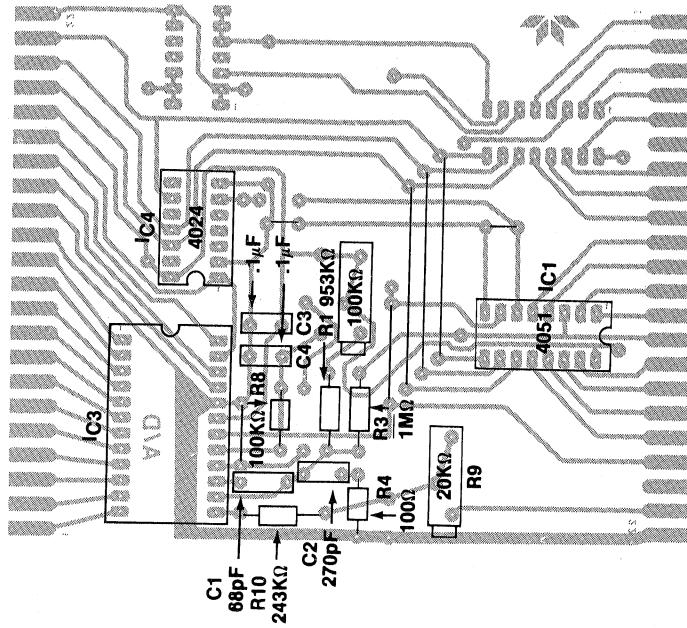 IC4
4024
.1µF
.1µF
IC3
A/D
C3
C4
R1 953KΩ
100KΩ
R8
100KΩ
R3
1MΩ
IC1
4051
20KΩ
R9
R4
100Ω
C1
68pF
R10
243KΩ
C2
270pF